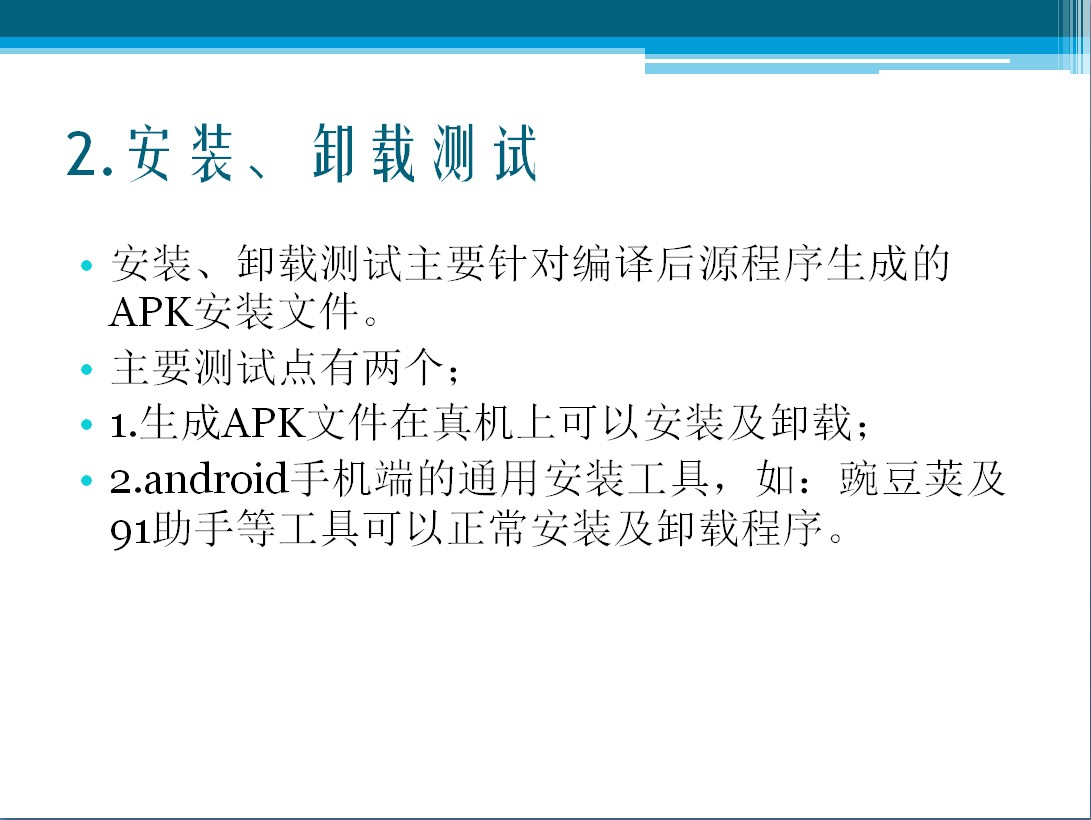 2.安装、卸载测试
• 安装、卸载测试主要针对编译后源程序生成的
APK安装文件。
• 主要测试点有两个；
• 1.生成APK文件在真机上可以安装及卸载；
• 2.android手机端的通用安装工具，如：豌豆荚及
91助手等工具可以正常安装及卸载程序。